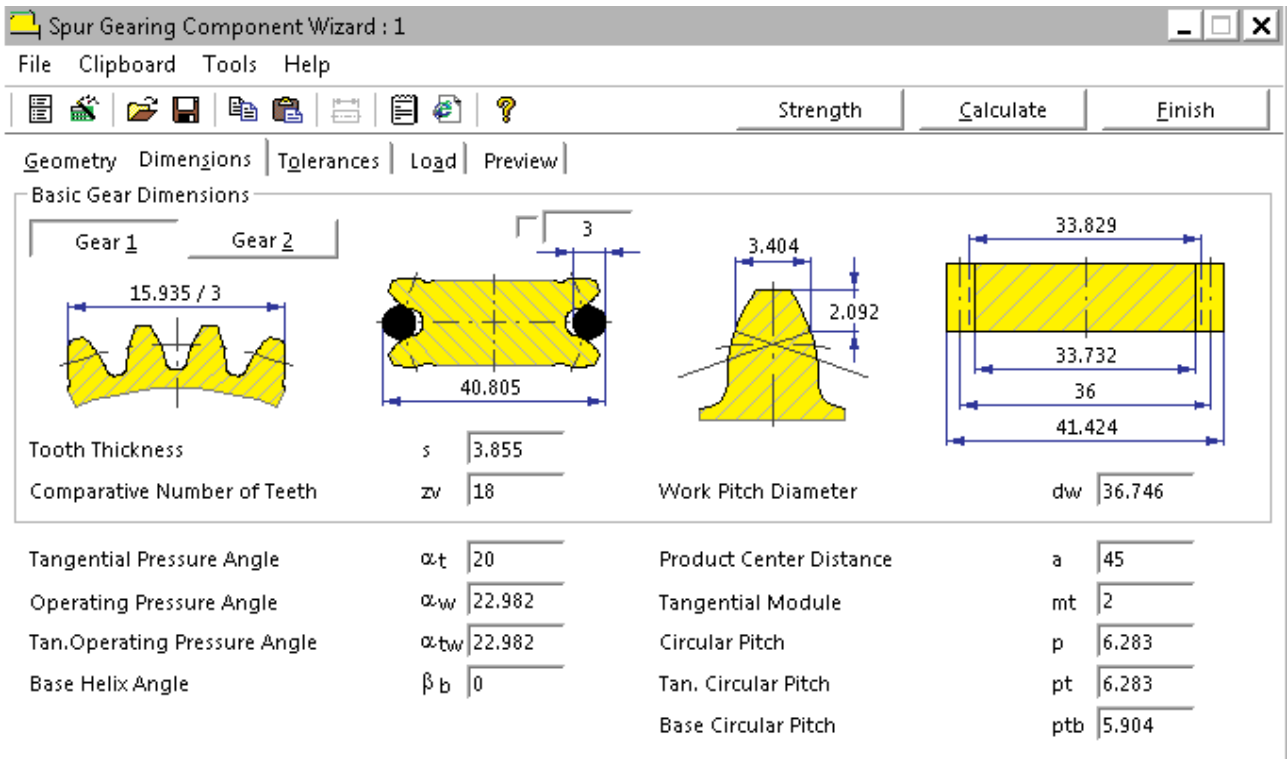 Spur Gearing Component Wizard : 1
File Clipboard Tools Help
Strength Calculate Finish
Geometry Dimensions Tolerances Load Preview
Basic Gear Dimensions
Gear 1 Gear 2
3
33.829
3.404
15.935 / 3
2.092
33.732
40.805
36
41.424
Tooth Thickness s 3.855
Comparative Number of Teeth zv 18 Work Pitch Diameter dw 36.746
Tangential Pressure Angle αt 20 Product Center Distance a 45
Operating Pressure Angle αw 22.982 Tangential Module mt 2
Tan.Operating Pressure Angle αtw 22.982 Circular Pitch p 6.283
Base Helix Angle βb 0 Tan. Circular Pitch pt 6.283
Base Circular Pitch ptb 5.904